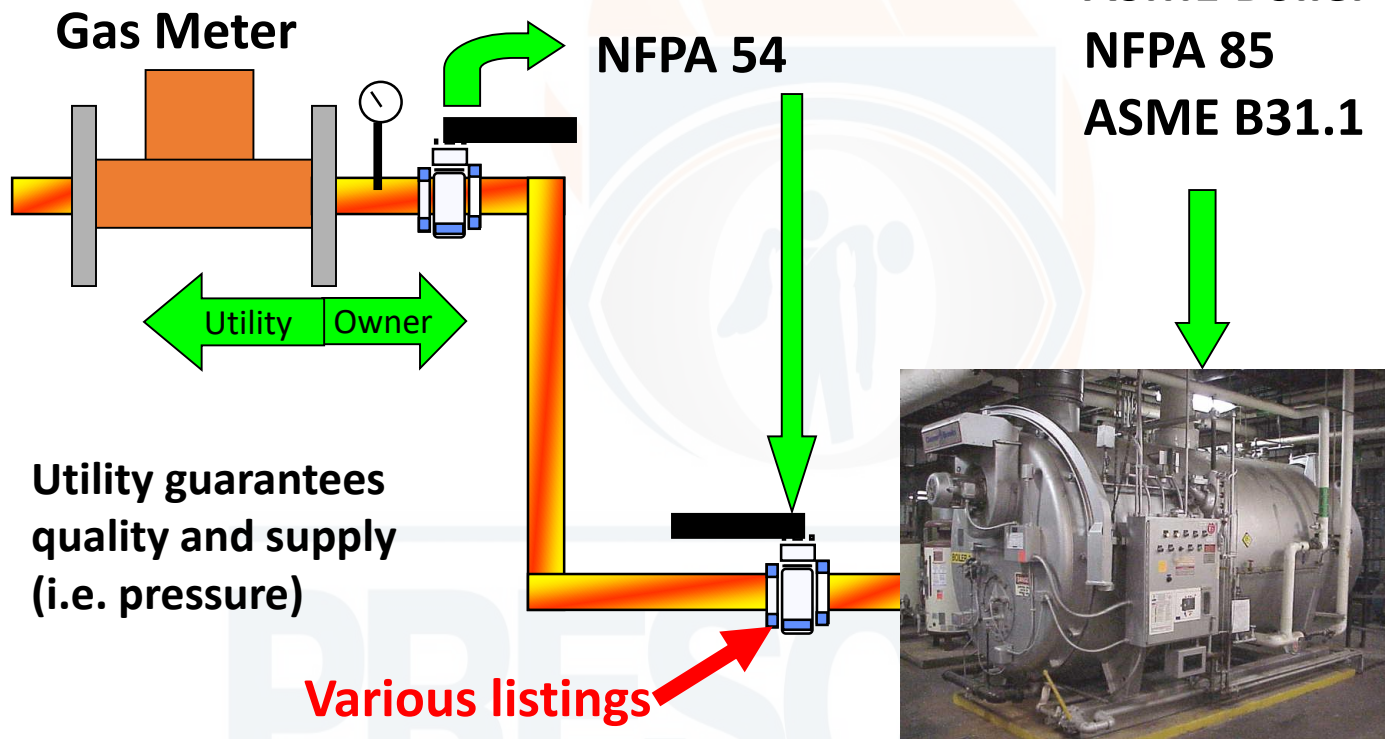 Gas Meter
NFPA 54
NFPA 85
ASME B31.1
Utility Owner
Utility guarantees
quality and supply
(i.e. pressure)
Various listings